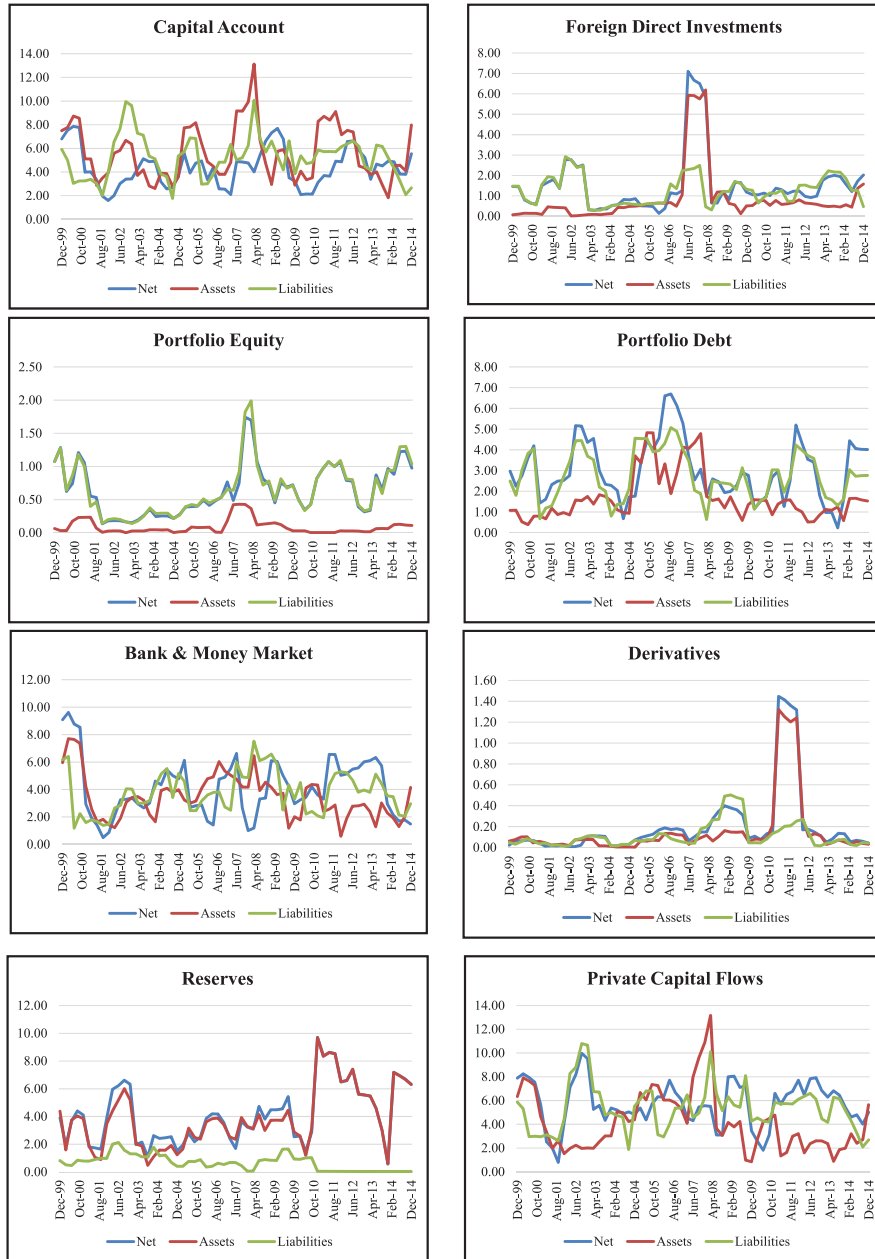 Capital Account
14.00
12.00
10.00
8.00
6.00
4.00
2.00
0.00
Dec-99 Oct-00 Aug-01 Jun-02 Apr-03 Feb-04 Dec-04 Oct-05 Aug-06 Jun-07 Apr-08 Feb-09 Dec-09 Oct-10 Aug-11 Jun-12 Apr-13 Feb-14 Dec-14
Net Assets Liabilities
Foreign Direct Investments
8.00
7.00
6.00
5.00
4.00
3.00
2.00
1.00
0.00
Dec-99 Oct-00 Aug-01 Jun-02 Apr-03 Feb-04 Dec-04 Oct-05 Aug-06 Jun-07 Apr-08 Feb-09 Dec-09 Oct-10 Aug-11 Jun-12 Apr-13 Feb-14 Dec-14
Net Assets Liabilities
Portfolio Equity
2.50
2.00
1.50
1.00
0.50
0.00
Dec-99 Oct-00 Aug-01 Jun-02 Apr-03 Feb-04 Dec-04 Oct-05 Aug-06 Jun-07 Apr-08 Feb-09 Dec-09 Oct-10 Aug-11 Jun-12 Apr-13 Feb-14 Dec-14
Net Assets Liabilities
Portfolio Debt
8.00
7.00
6.00
5.00
4.00
3.00
2.00
1.00
0.00
Dec-99 Oct-00 Aug-01 Jun-02 Apr-03 Feb-04 Dec-04 Oct-05 Aug-06 Jun-07 Apr-08 Feb-09 Dec-09 Oct-10 Aug-11 Jun-12 Apr-13 Feb-14 Dec-14
Net Assets Liabilities
Bank & Money Market
12.00
10.00
8.00
6.00
4.00
2.00
0.00
Dec-99 Oct-00 Aug-01 Jun-02 Apr-03 Feb-04 Dec-04 Oct-05 Aug-06 Jun-07 Apr-08 Feb-09 Dec-09 Oct-10 Aug-11 Jun-12 Apr-13 Feb-14 Dec-14
Net Assets Liabilities
Derivatives
1.60
1.40
1.20
1.00
0.80
0.60
0.40
0.20
0.00
Dec-99 Oct-00 Aug-01 Jun-02 Apr-03 Feb-04 Dec-04 Oct-05 Aug-06 Jun-07 Apr-08 Feb-09 Dec-09 Oct-10 Aug-11 Jun-12 Apr-13 Feb-14 Dec-14
Net Assets Liabilities
Reserves
12.00
10.00
8.00
6.00
4.00
2.00
0.00
Dec-99 Oct-00 Aug-01 Jun-02 Apr-03 Feb-04 Dec-04 Oct-05 Aug-06 Jun-07 Apr-08 Feb-09 Dec-09 Oct-10 Aug-11 Jun-12 Apr-13 Feb-14 Dec-14
Net Assets Liabilities
Private Capital Flows
14.00
12.00
10.00
8.00
6.00
4.00
2.00
0.00
Dec-99 Oct-00 Aug-01 Jun-02 Apr-03 Feb-04 Dec-04 Oct-05 Aug-06 Jun-07 Apr-08 Feb-09 Dec-09 Oct-10 Aug-11 Jun-12 Apr-13 Feb-14 Dec-14
Net Assets Liabilities